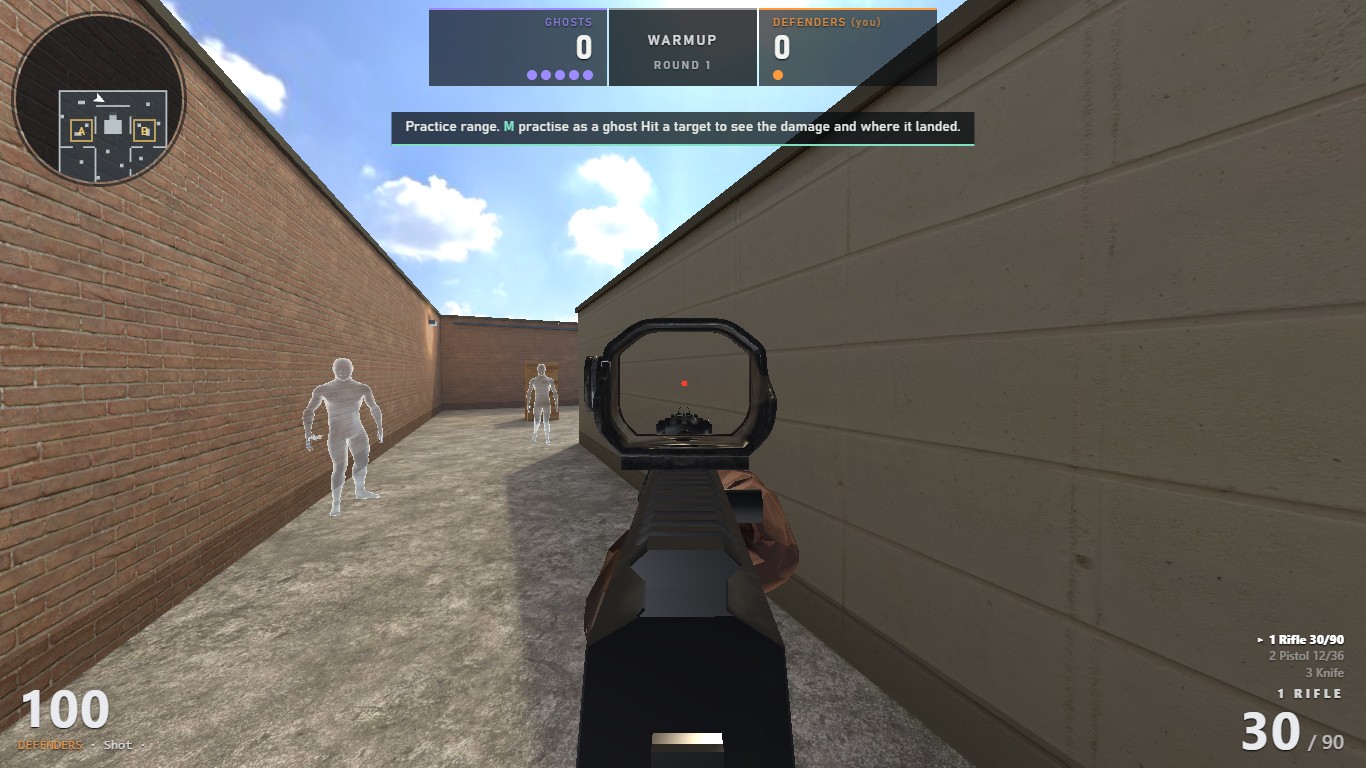 GHOSTS
0
WARMUP
ROUND 1
DEFENDERS (you)
0
Practice range. M practise as a ghost Hit a target to see the damage and where it landed.
A
B
▸ 1 Rifle 30/90
2 Pistol 12/36
3 Knife
1 RIFLE
30 / 90
100
DEFENDERS · Shot ·